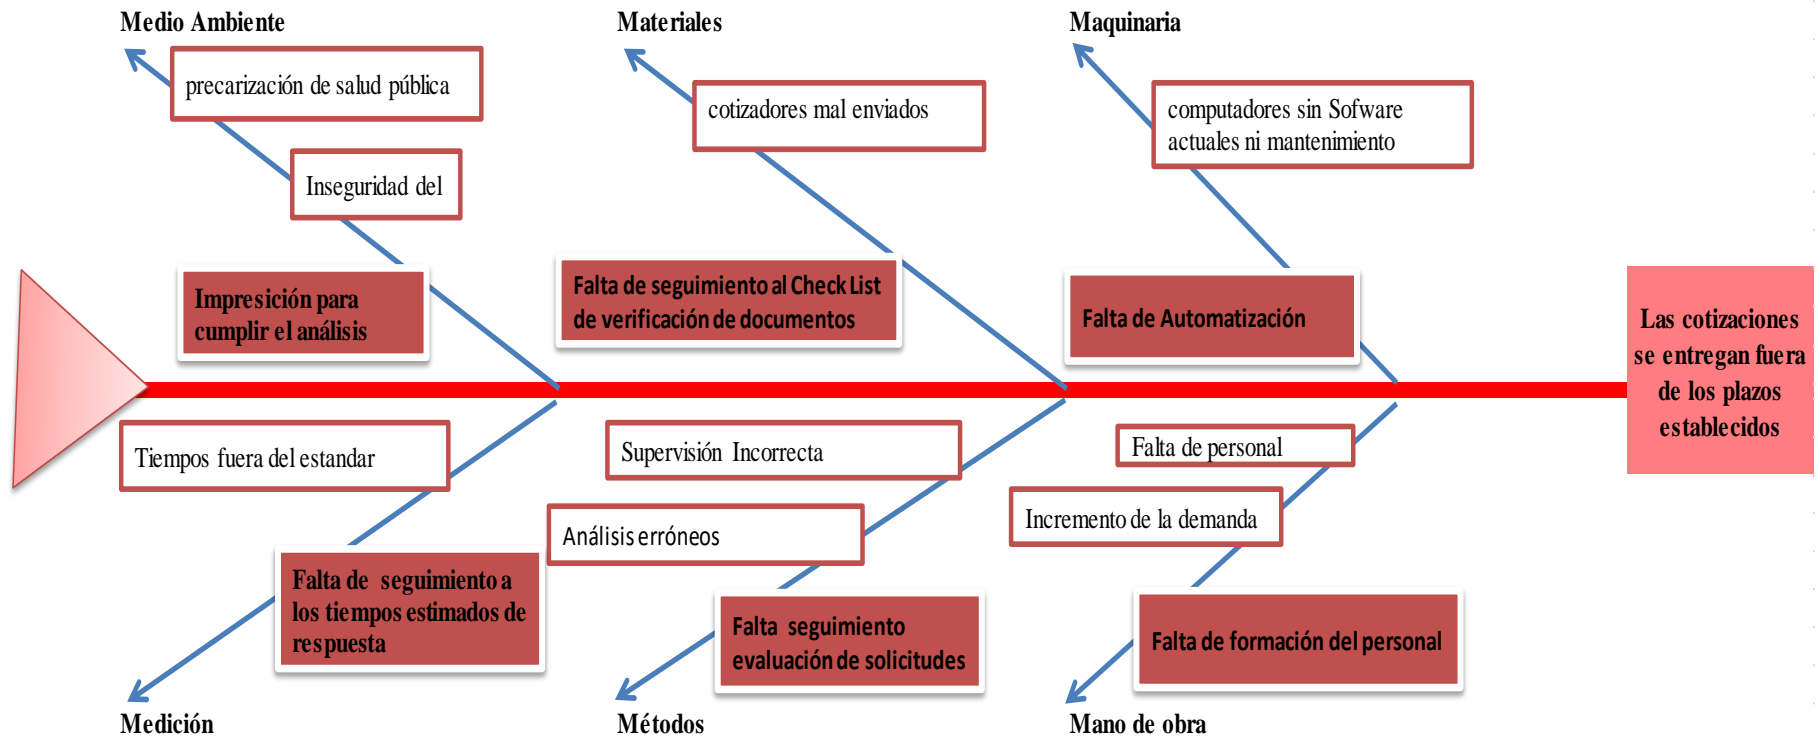 Medio Ambiente
Materiales
Maquinaria
precarización de salud pública
cotizadores mal enviados
computadores sin Sofware
actuales ni mantenimiento
Inseguridad del
Impresición para
cumplir el análisis
Falta de seguimiento al Check List
de verificación de documentos
Falta de Automatización
Las cotizaciones
se entregan fuera
de los plazos
establecidos
Tiempos fuera del estandar
Supervisión Incorrecta
Falta de personal
Análisis erróneos
Incremento de la demanda
Falta de seguimiento a
los tiempos estimados de
respuesta
Falta seguimiento
evaluación de solicitudes
Falta de formación del personal
Medición
Métodos
Mano de obra